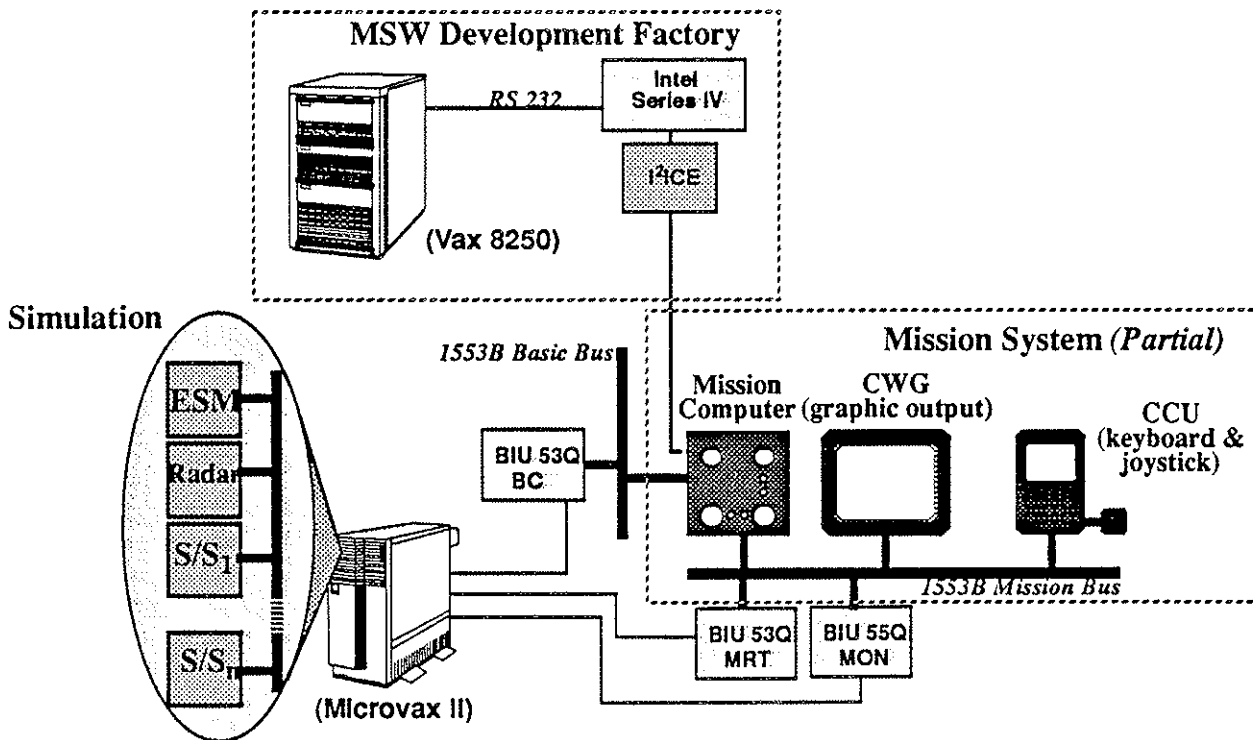 MSW Development Factory
Intel
Series IV
RS 232
I²ICE
(Vax 8250)
Simulation
1553B Basic Bus
Mission System (Partial)
Mission
Computer
CWG
(graphic output)
CCU
(keyboard &
joystick)
ESM
Radar
S/S1
S/Sn
BIU 53Q
BC
1553B Mission Bus
BIU 53Q
MRT
BIU 55Q
MON
(Microvax II)